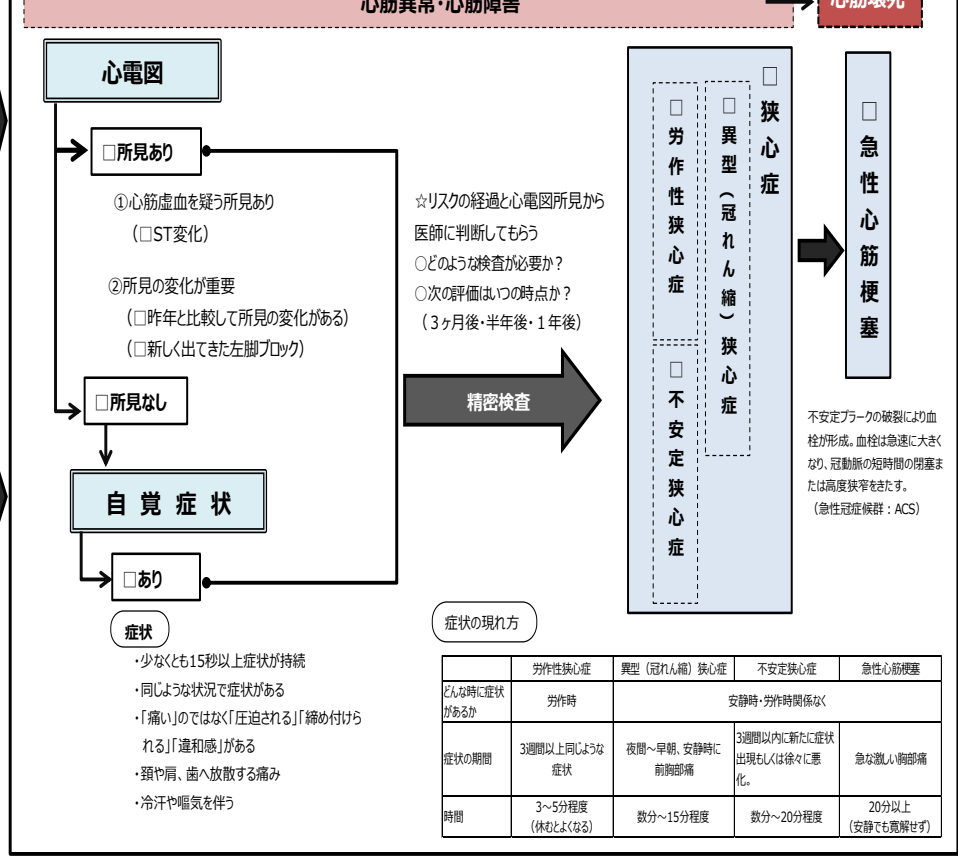 心筋異常・心筋障害
心筋壊死
心電図
□所見あり
①心筋虚血を疑う所見あり
（□ST変化）
②所見の変化が重要
（□昨年と比較して所見の変化がある）
（□新しく出てきた左脚ブロック）
□所見なし
自覚症状
□あり
症状
・少なくとも15秒以上症状が持続
・同じような状況で症状がある
・「痛い」のではなく「圧迫される」「締め付けら
れる」「違和感」がある
・頚や肩、歯へ放散する痛み
・冷汗や嘔気を伴う
☆リスクの経過と心電図所見から
医師に判断してもらう
○どのような検査が必要か？
○次の評価はいつの時点か？
（３ヶ月後・半年後・１年後）
精密検査
□狭心症
□異型（冠れん縮）狭心症
□労作性狭心症
□不安定狭心症
□急性心筋梗塞
不安定プラークの破裂により血
栓が形成。血栓は急速に大きく
なり、冠動脈の短時間の閉塞ま
たは高度狭窄をきたす。
（急性冠症候群：ACS）
症状の現れ方
労作性狭心症 異型（冠れん縮）狭心症 不安定狭心症 急性心筋梗塞
どんな時に症状
があるか
労作時
安静時・労作時関係なく
症状の期間
3週間以上同じような
症状
夜間～早朝、安静時に
前胸部痛
3週間以内に新たに症状
出現もしくは徐々に悪
化。
急な激しい胸部痛
時間
3～5分程度
（休むとよくなる）
数分～15分程度
数分～20分程度
20分以上
（安静でも寛解せず）